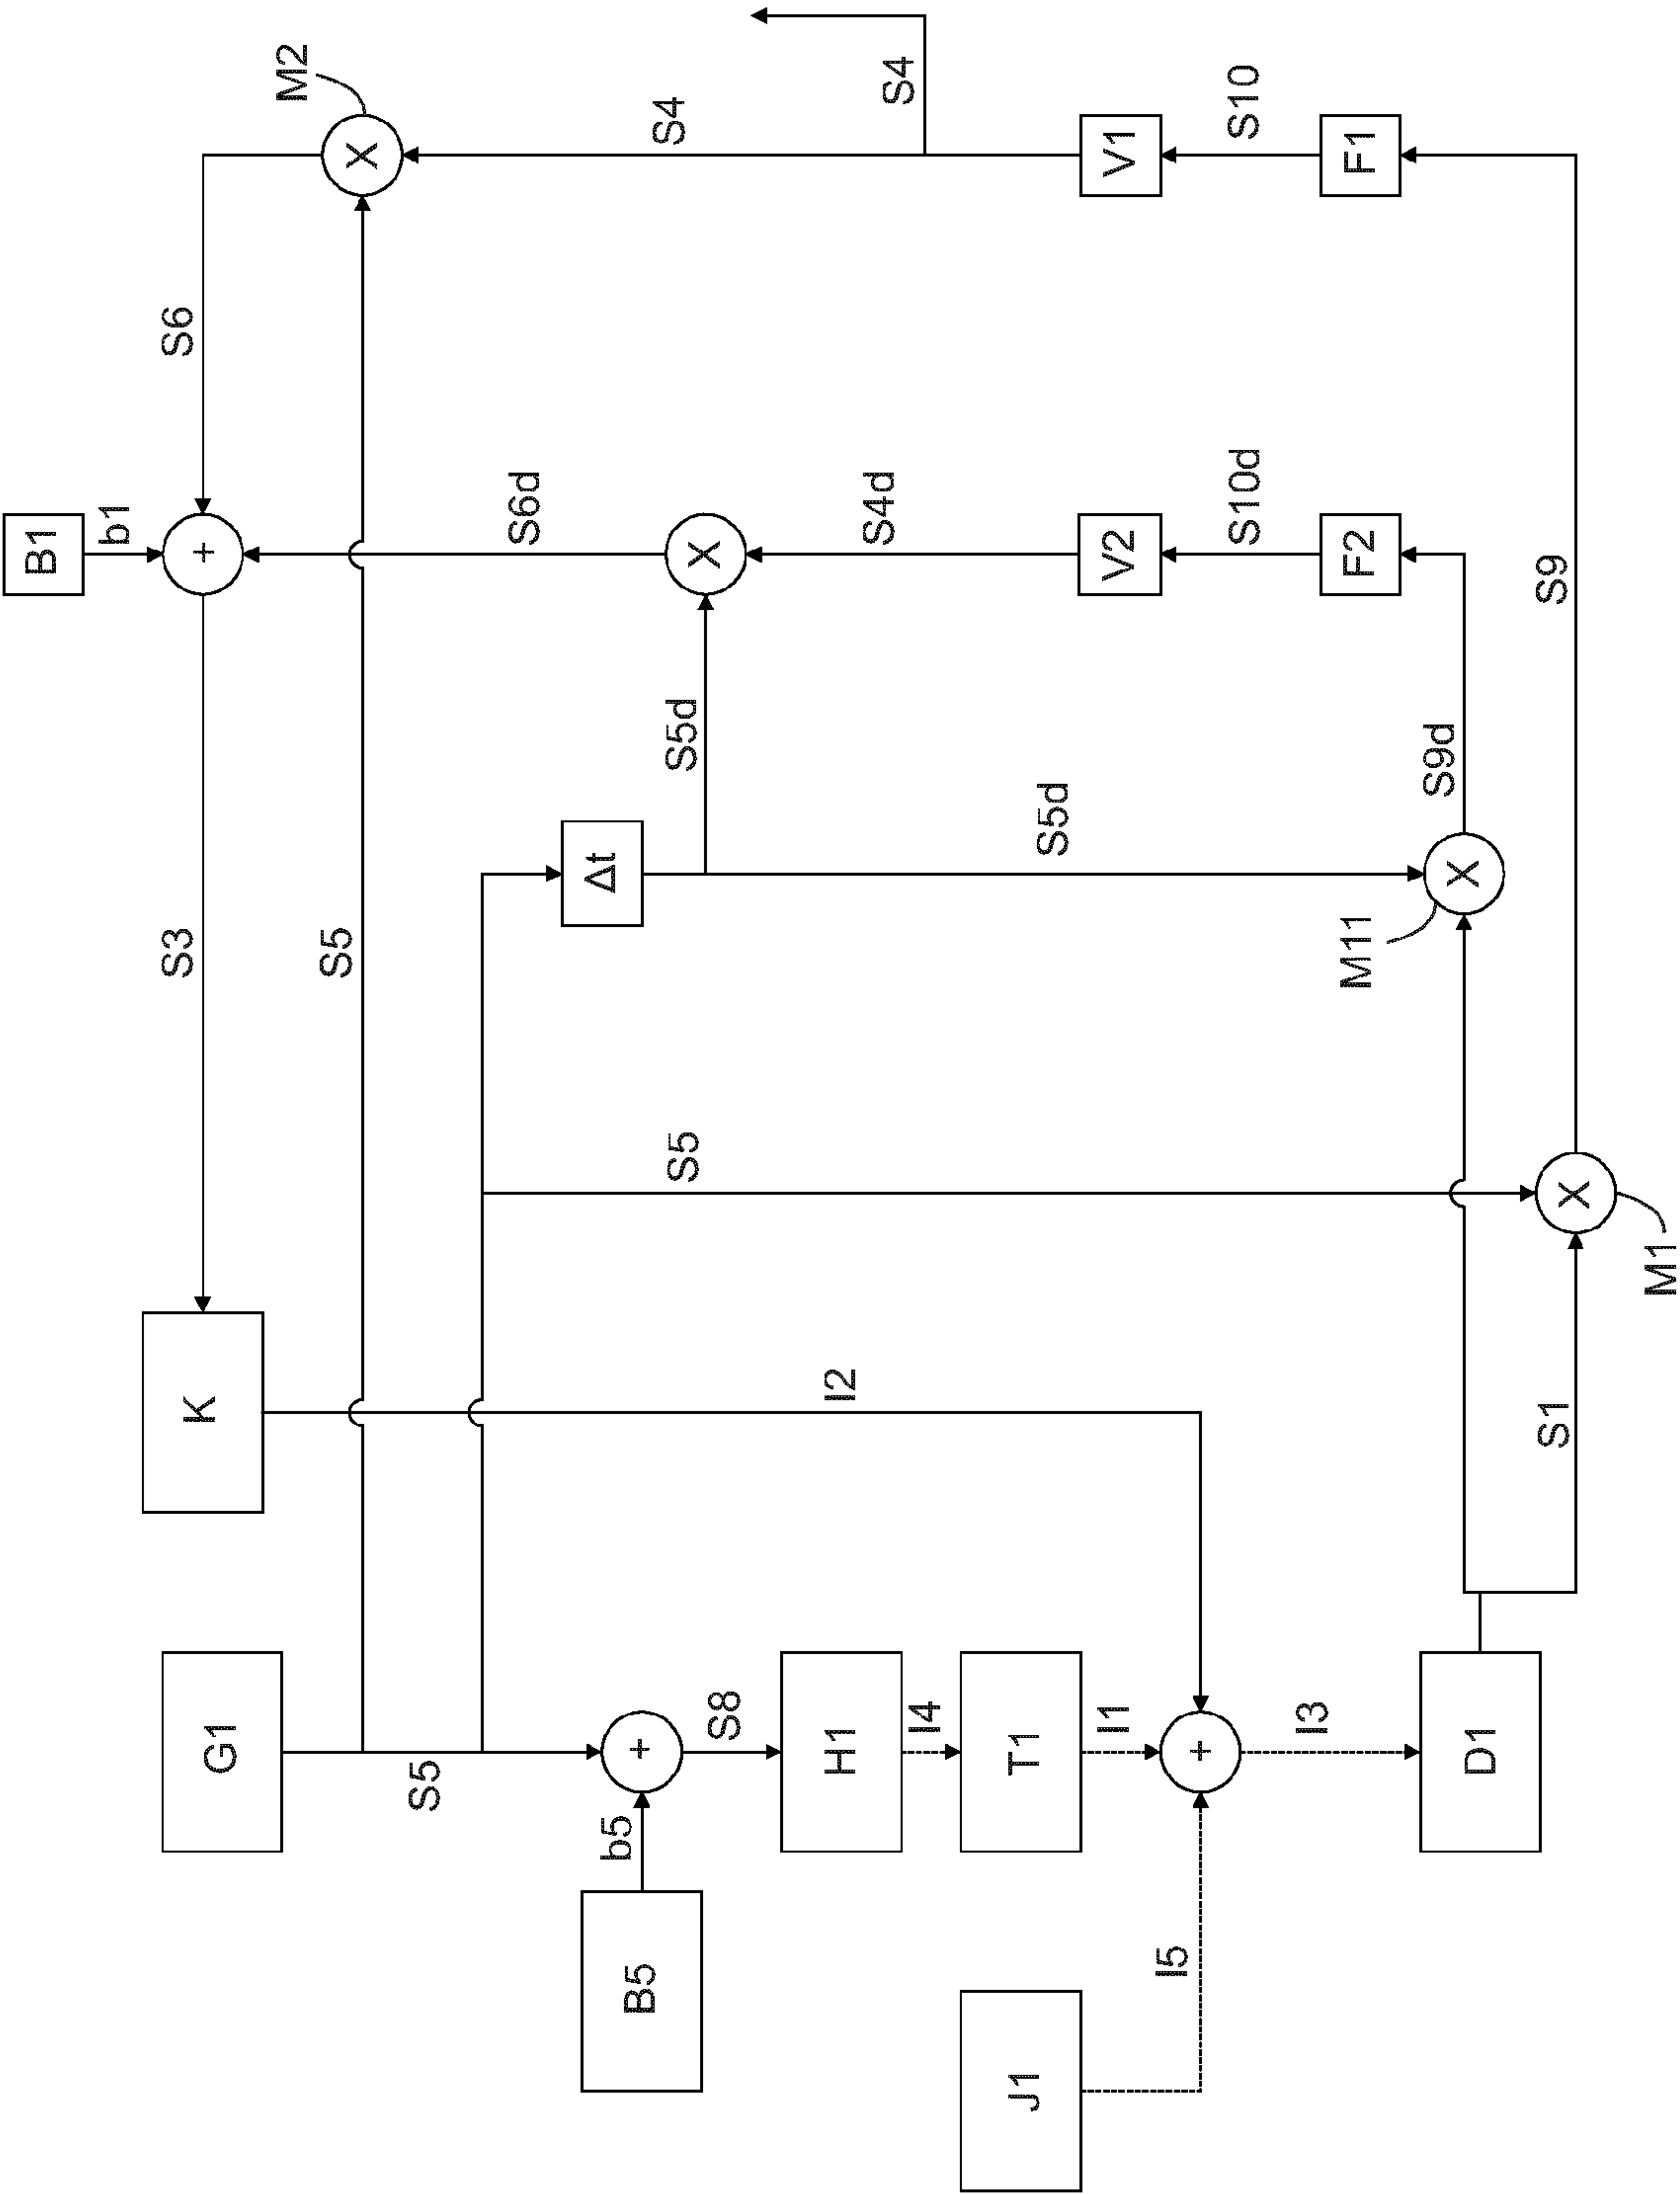 J1
I5
B5
b5
G1
S5
+
S8
H1
I4
T1
I1
+
I3
D1
K
I2
S1
M1
X
S5
S3
S5
Δt
S5d
S5d
M11
X
S9d
S9
B1
b1
+
S6d
X
S4d
V2
S10d
F2
S6
M2
X
S4
S4
V1
S10
F1